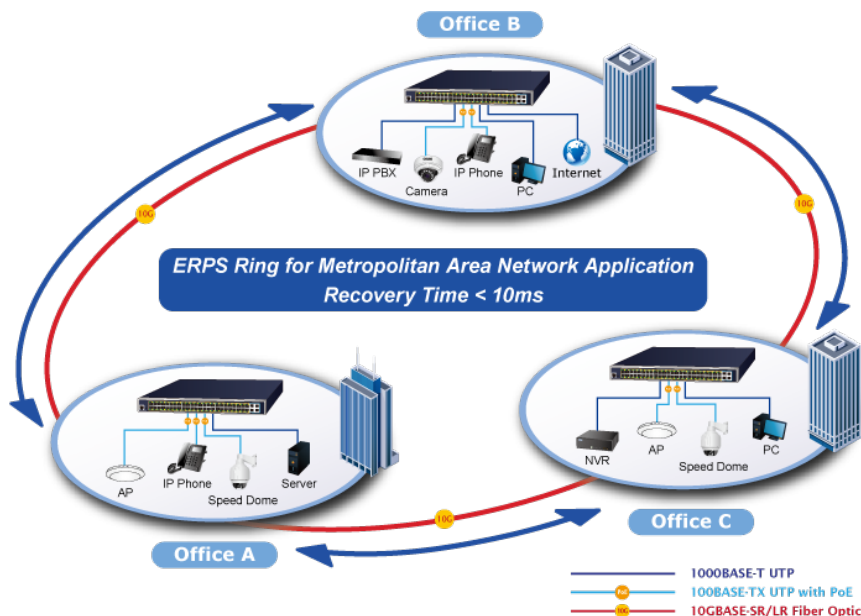 Office B
IP PBX
Camera
IP Phone
PC
Internet
10G
10G
ERPS Ring for Metropolitan Area Network Application
Recovery Time < 10ms
AP
IP Phone
Speed Dome
Server
NVR
AP
Speed Dome
PC
10G
Office A
Office C
1000BASE-T UTP
PoE 100BASE-TX UTP with PoE
10G 10GBASE-SR/LR Fiber Optic